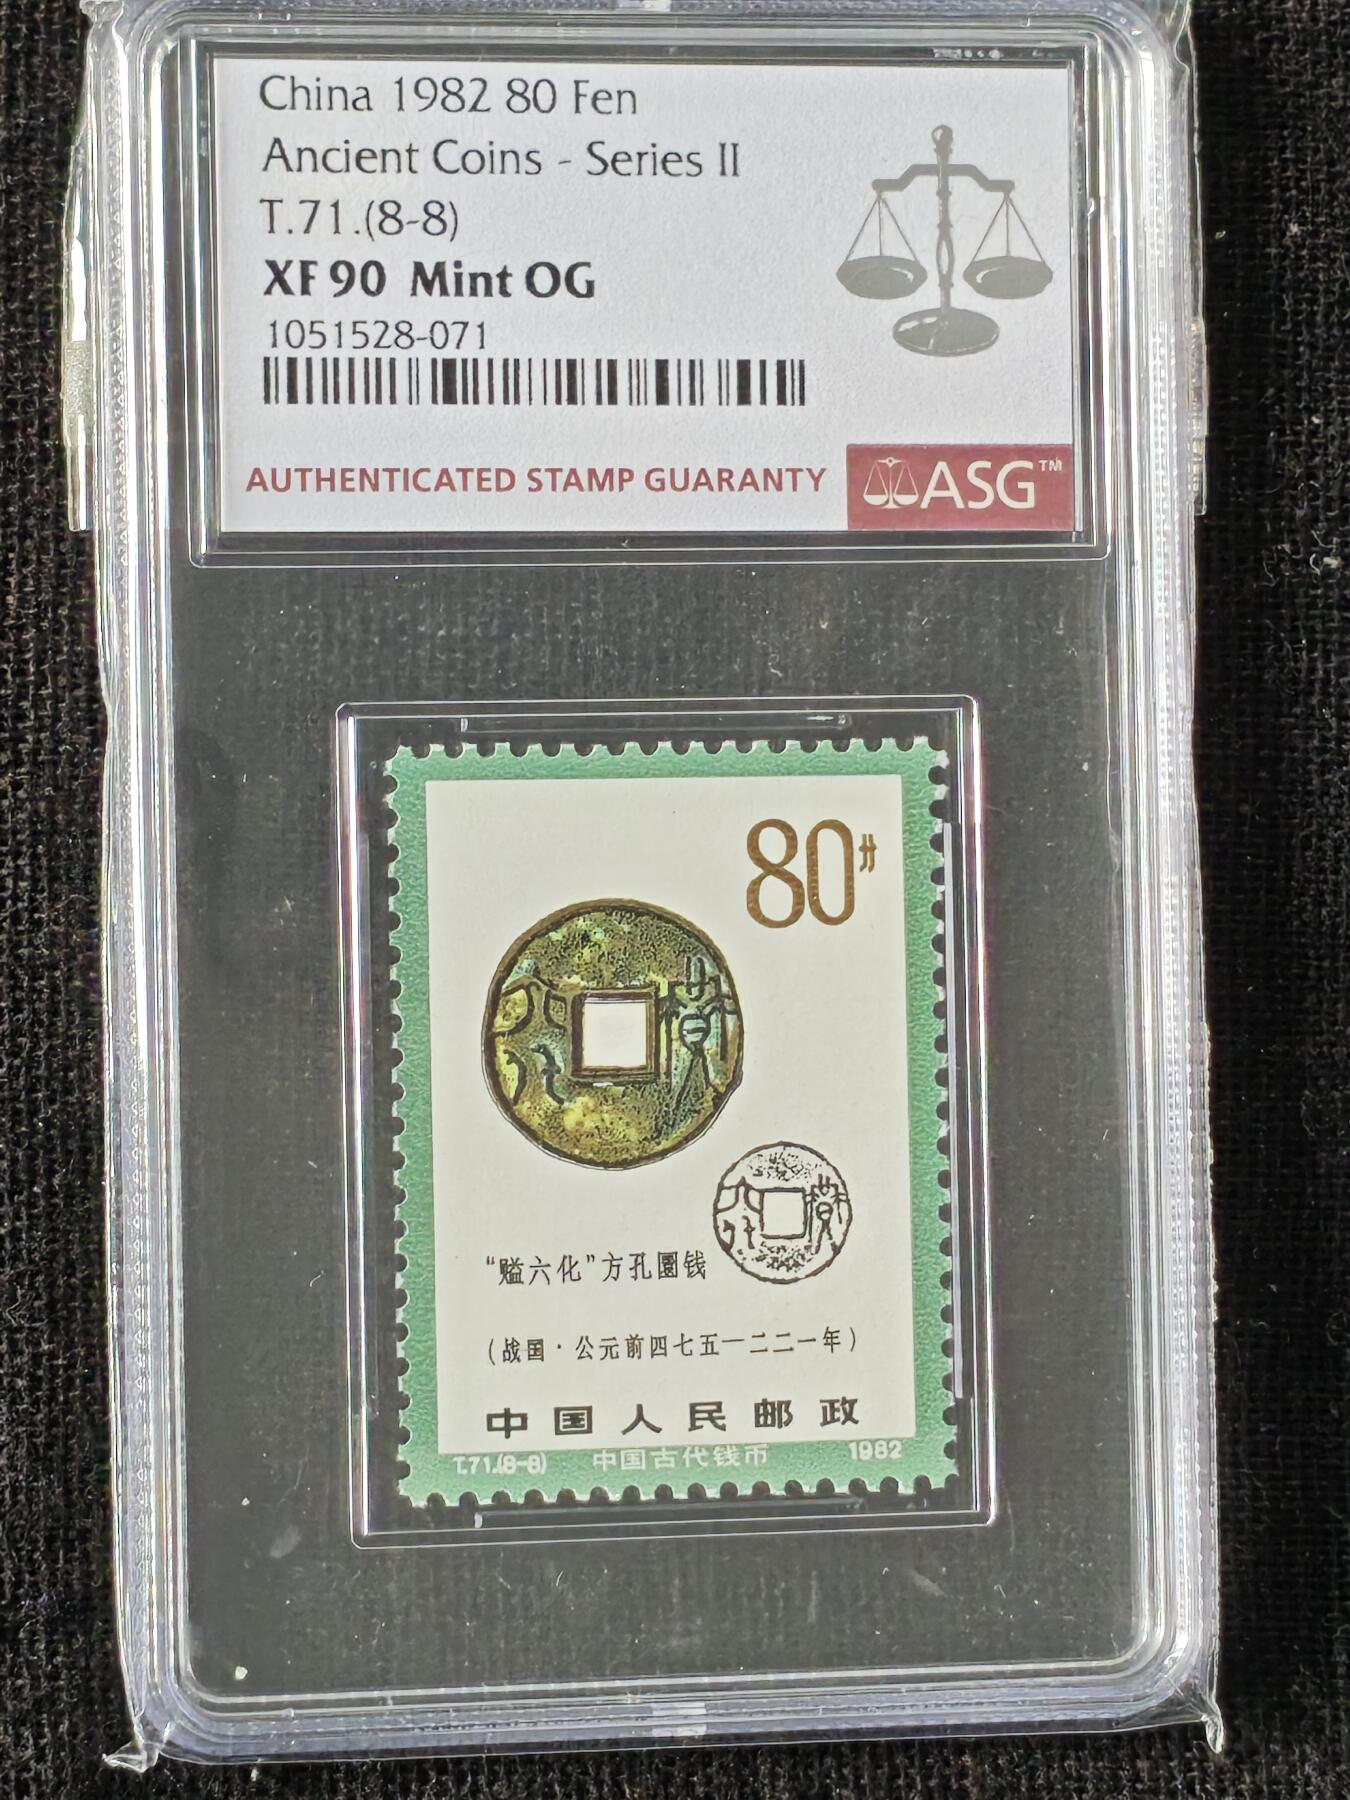 China 1982 80 Fen
Ancient Coins - Series II
T.71.(8-8)
XF 90 Mint OG
1051528-071
AUTHENTICATED STAMP GUARANTY
ASG™
80分
“賹六化”方孔圜钱
（战国·公元前四七五—二二一年）
中国人民邮政
T.71.(8-8) 中国古代钱币 1982